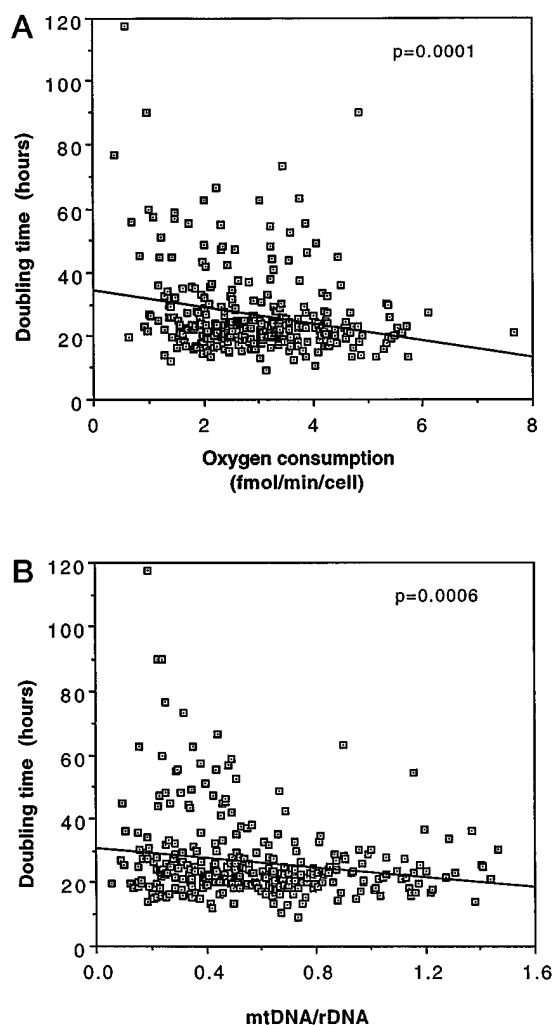 A
p=0.0001
Doubling time (hours)
120
100
80
60
40
20
0
0 2 4 6 8
Oxygen consumption
(fmol/min/cell)
B
p=0.0006
Doubling time (hours)
120
100
80
60
40
20
0
0.0 0.4 0.8 1.2 1.6
mtDNA/rDNA